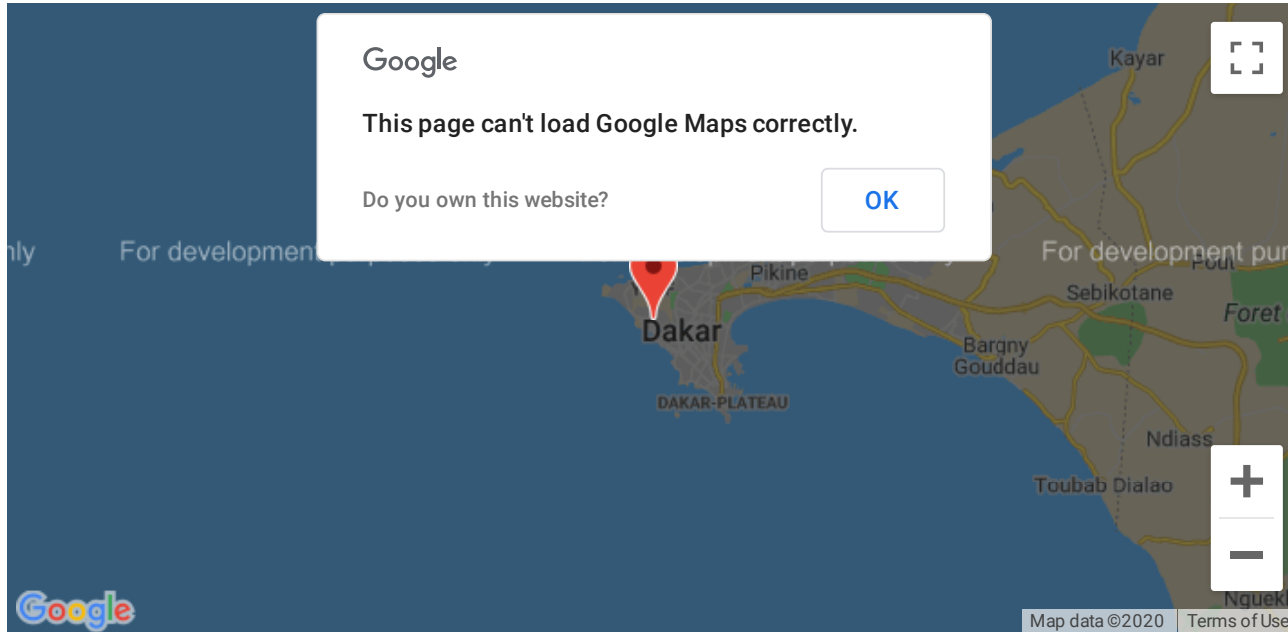 Google
This page can't load Google Maps correctly.
Do you own this website?
OK
Kayar
For development
For development pur
Pout
Pikine
Sebikotane
Foret
Dakar
Bargny
Gouddau
DAKAR-PLATEAU
Ndiass
Toubab Dialao
Google
Map data ©2020
Terms of Use